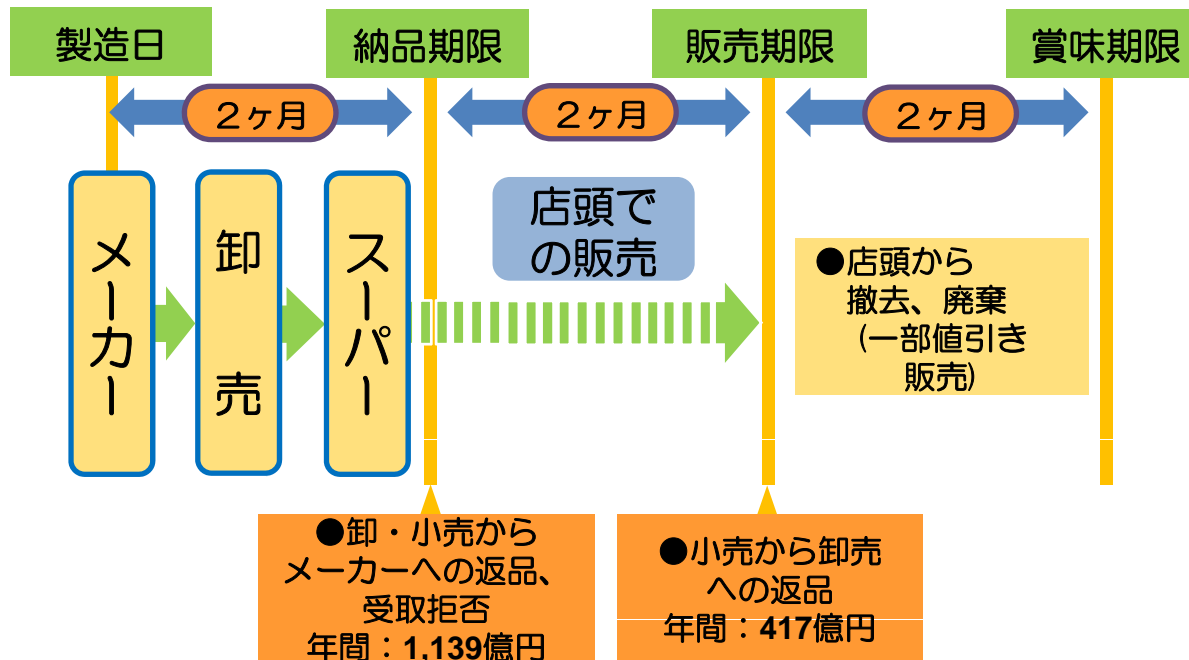 製造日
納品期限
販売期限
賞味期限
2ヶ月
2ヶ月
2ヶ月
メーカー
卸売
スーパー
店頭で
の販売
●店頭から
撤去、廃棄
(一部値引き
販売)
●卸・小売から
メーカーへの返品、
受取拒否
年間：1,139億円
●小売から卸売
への返品
年間：417億円